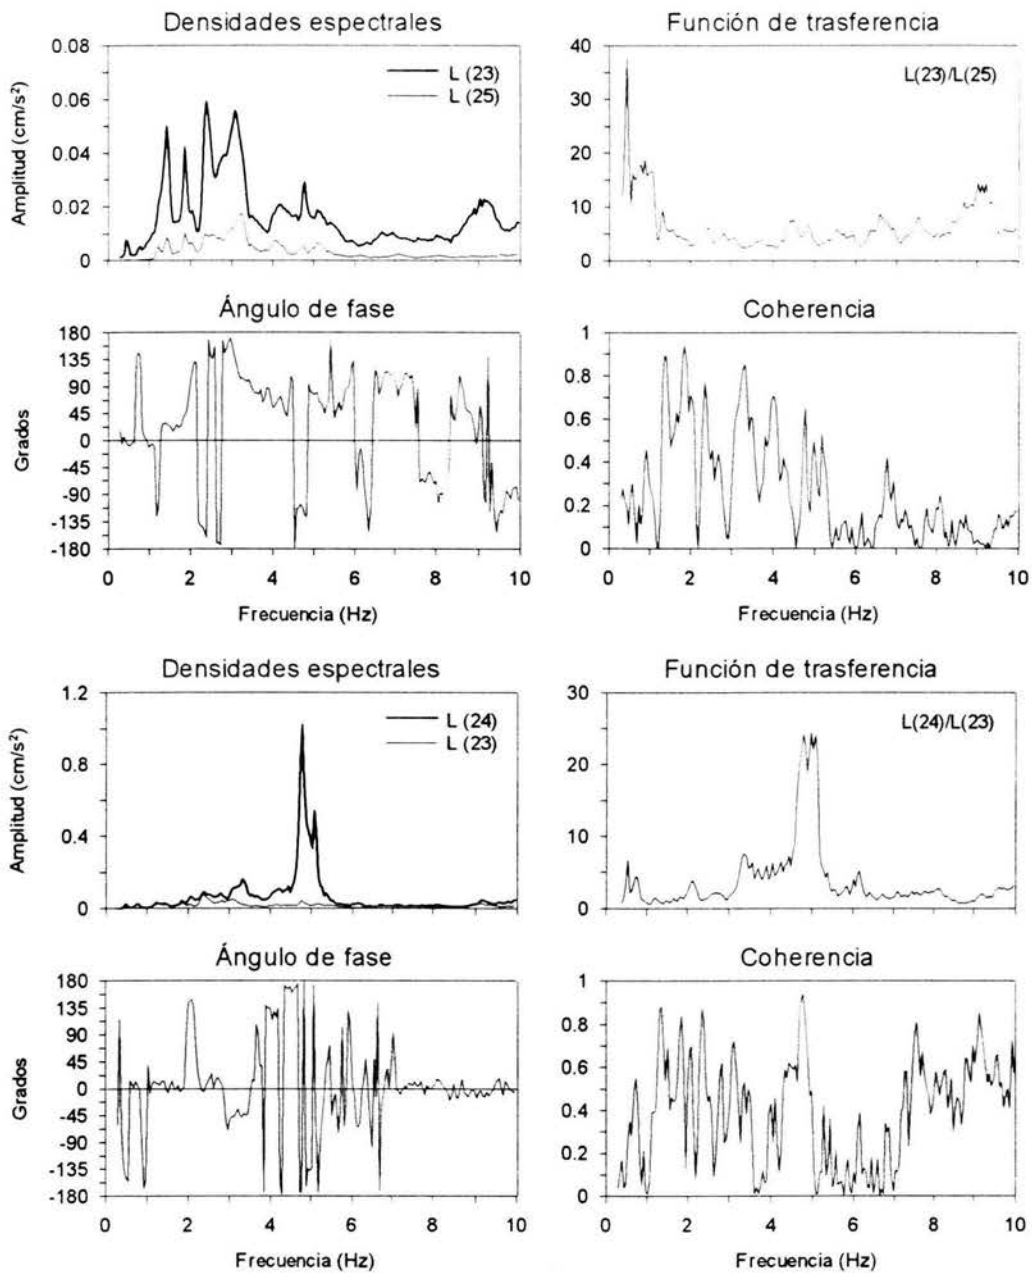 Densidades espectrales
Función de trasferencia
0.08
0.06
0.04
0.02
0
Amplitud (cm/s²)
L (23)
L (25)
40
30
20
10
0
L(23)/L(25)
Ángulo de fase
Coherencia
180
135
90
45
0
-45
-90
-135
-180
Grados
0 2 4 6 8 10
Frecuencia (Hz)
1
0.8
0.6
0.4
0.2
0
0 2 4 6 8 10
Frecuencia (Hz)
Densidades espectrales
Función de trasferencia
1.2
0.8
0.4
0
Amplitud (cm/s²)
L (24)
L (23)
30
20
10
0
L(24)/L(23)
Ángulo de fase
Coherencia
180
135
90
45
0
-45
-90
-135
-180
Grados
0 2 4 6 8 10
Frecuencia (Hz)
1
0.8
0.6
0.4
0.2
0
0 2 4 6 8 10
Frecuencia (Hz)